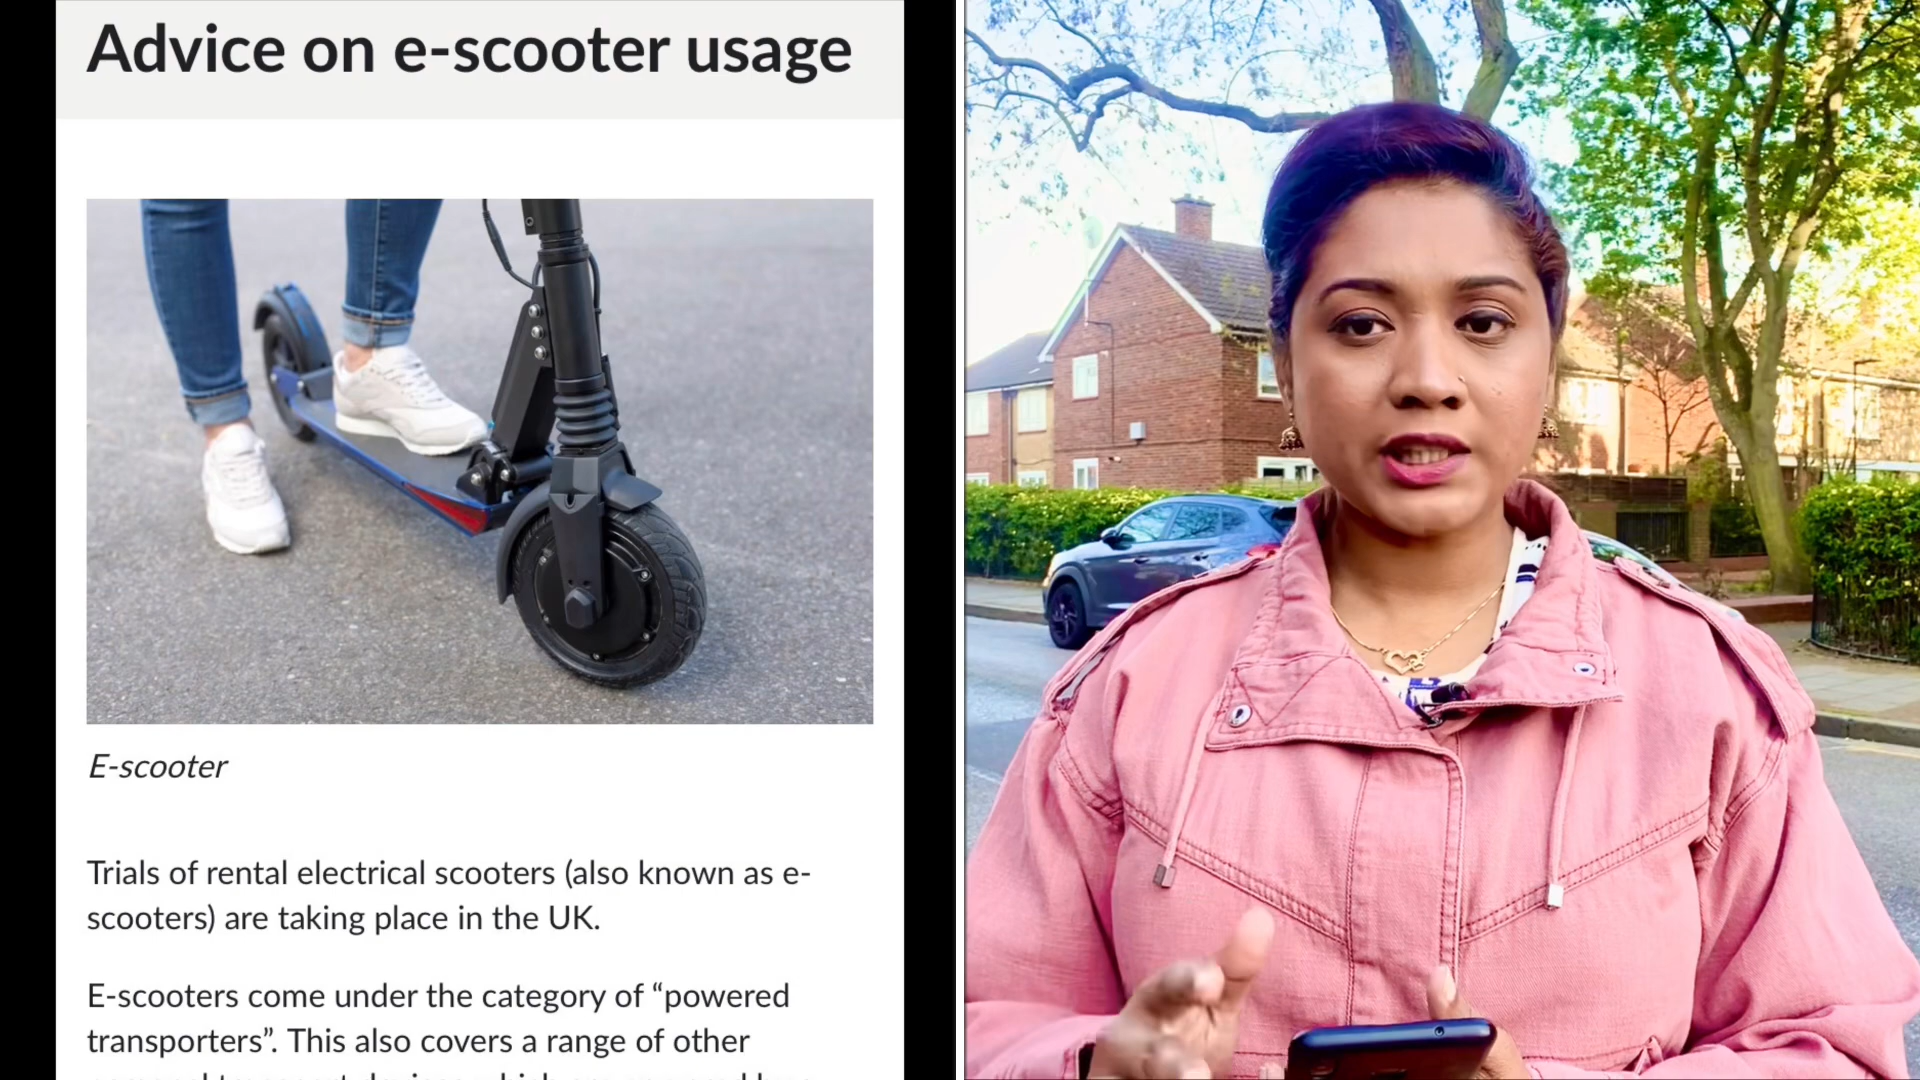 Advice on e-scooter usage
E-scooter
Trials of rental electrical scooters (also known as e-
scooters) are taking place in the UK.
E-scooters come under the category of “powered
transporters”. This also covers a range of other